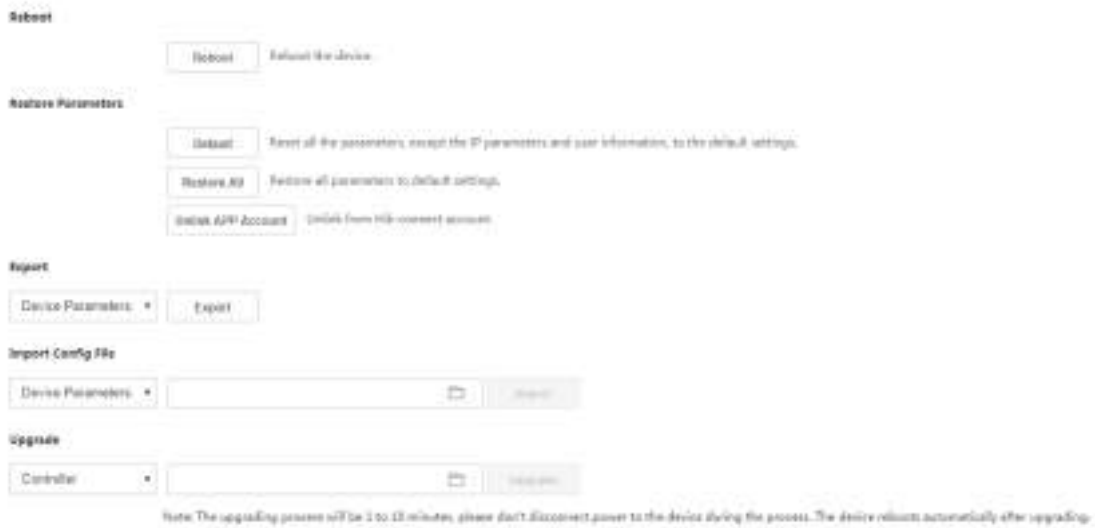 Reboot
Reboot Reboot the device.
Restore Parameters
Default Reset all the parameters, except the IP parameters and user information, to the default settings.
Restore All Restore all parameters to default settings.
Unlink APP Account Unlink from Hik-connect account
Export
Device Parameters Export
Import Config File
Device Parameters Import
Upgrade
Controller Upgrade
Note: The upgrading process will be 1 to 10 minutes, please don't disconnect power to the device during the process. The device reboots automatically after upgrading.